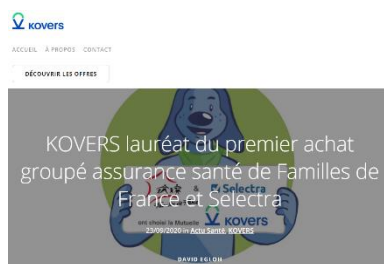 KOVERS
ACCUEIL À PROPOS CONTACT
DÉCOUVRIR LES OFFRES
KOVERS lauréat du premier achat
groupé assurance santé de Familles de
France et Selectra
& Selectra
ont choisi la Mutuelle KOVERS
23/09/2020 in Actu Santé, KOVERS
DAVID EGLOH